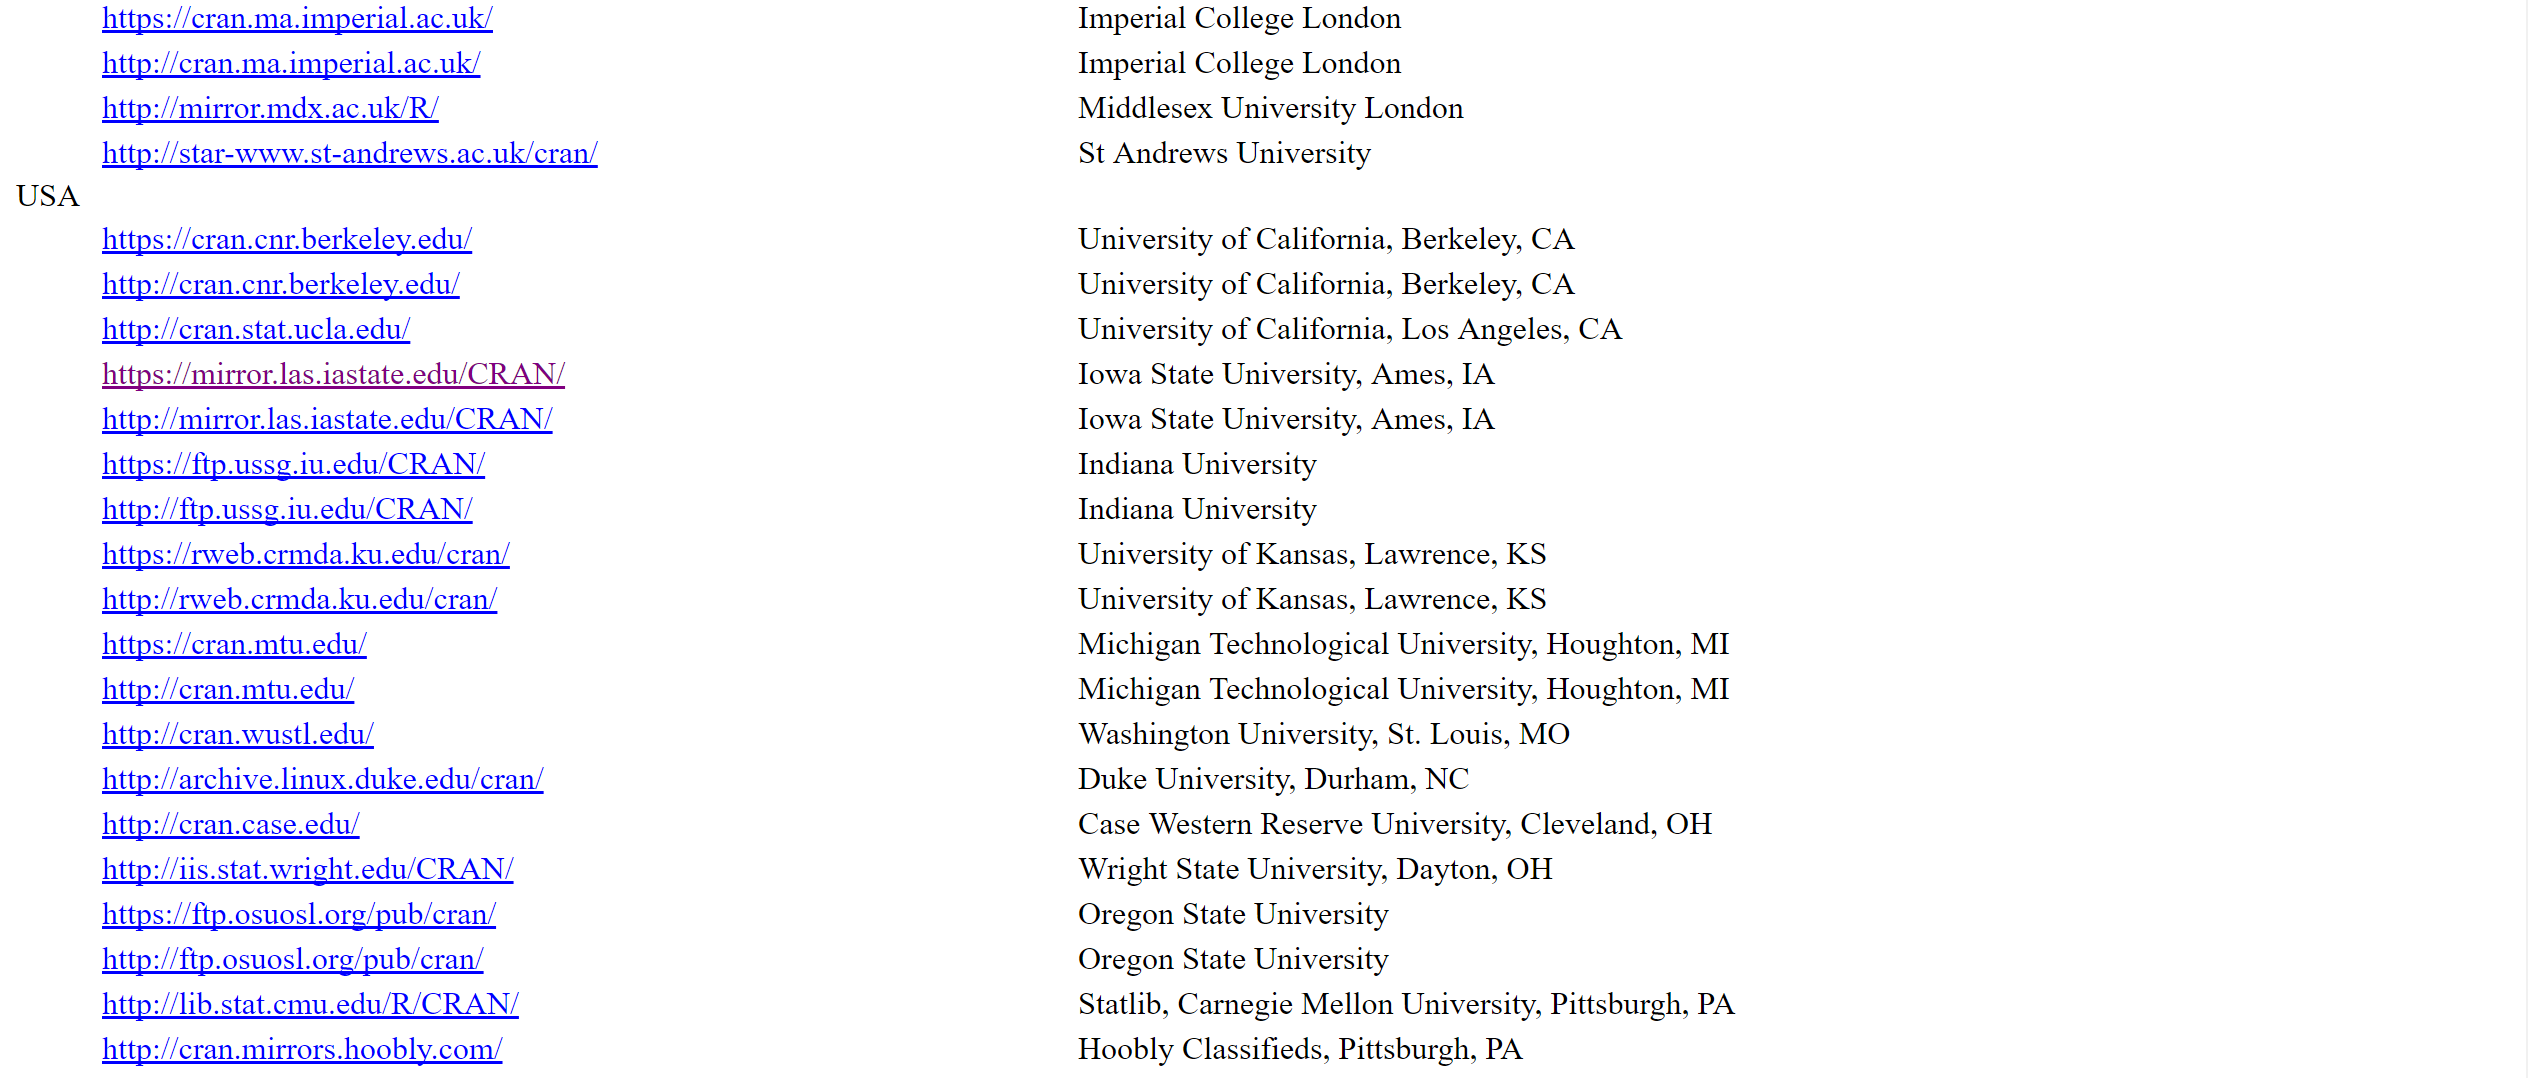 https://cran.ma.imperial.ac.uk/ Imperial College London
http://cran.ma.imperial.ac.uk/ Imperial College London
http://mirror.mdx.ac.uk/R/ Middlesex University London
http://star-www.st-andrews.ac.uk/cran/ St Andrews University
USA
https://cran.cnr.berkeley.edu/ University of California, Berkeley, CA
http://cran.cnr.berkeley.edu/ University of California, Berkeley, CA
http://cran.stat.ucla.edu/ University of California, Los Angeles, CA
https://mirror.las.iastate.edu/CRAN/ Iowa State University, Ames, IA
http://mirror.las.iastate.edu/CRAN/ Iowa State University, Ames, IA
https://ftp.ussg.iu.edu/CRAN/ Indiana University
http://ftp.ussg.iu.edu/CRAN/ Indiana University
https://rweb.crmda.ku.edu/cran/ University of Kansas, Lawrence, KS
http://rweb.crmda.ku.edu/cran/ University of Kansas, Lawrence, KS
https://cran.mtu.edu/ Michigan Technological University, Houghton, MI
http://cran.mtu.edu/ Michigan Technological University, Houghton, MI
http://cran.wustl.edu/ Washington University, St. Louis, MO
http://archive.linux.duke.edu/cran/ Duke University, Durham, NC
http://cran.case.edu/ Case Western Reserve University, Cleveland, OH
http://iis.stat.wright.edu/CRAN/ Wright State University, Dayton, OH
https://ftp.osuosl.org/pub/cran/ Oregon State University
http://ftp.osuosl.org/pub/cran/ Oregon State University
http://lib.stat.cmu.edu/R/CRAN/ Statlib, Carnegie Mellon University, Pittsburgh, PA
http://cran.mirrors.hoobly.com/ Hoobly Classifieds, Pittsburgh, PA